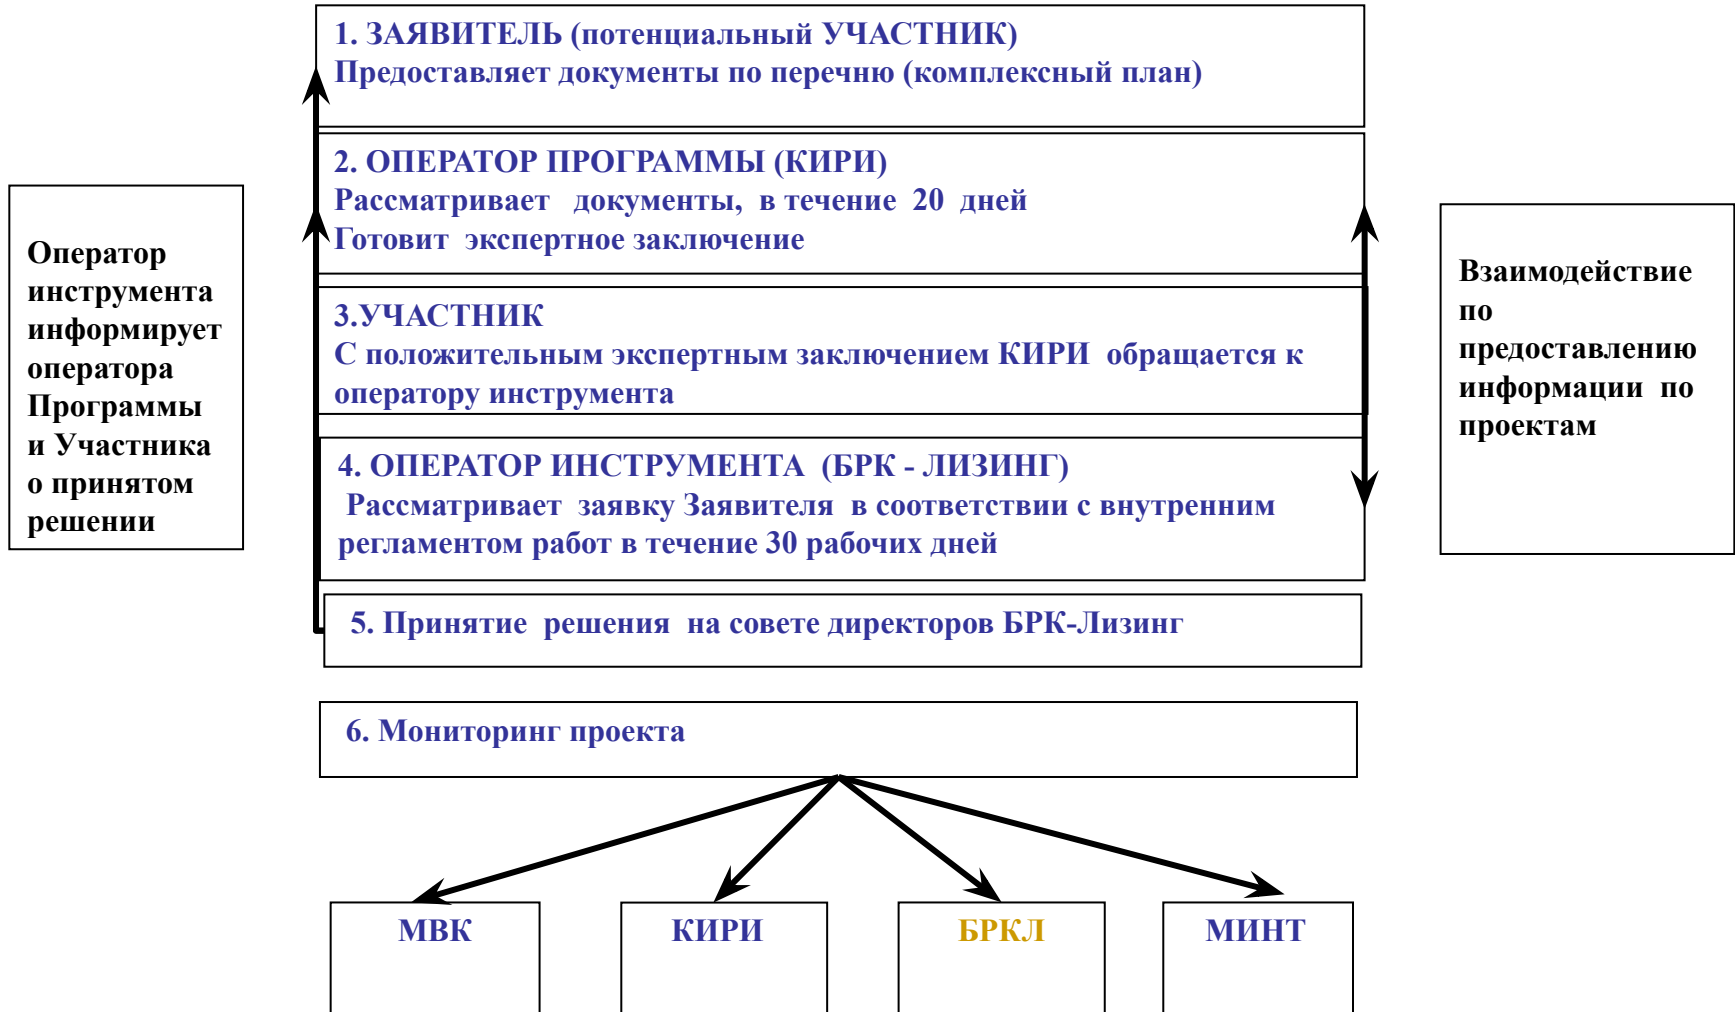 1. ЗАЯВИТЕЛЬ (потенциальный УЧАСТНИК)
Предоставляет документы по перечню (комплексный план)
2. ОПЕРАТОР ПРОГРАММЫ (КИРИ)
Рассматривает документы, в течение 20 дней
Готовит экспертное заключение
3.УЧАСТНИК
С положительным экспертным заключением КИРИ обращается к
оператору инструмента
4. ОПЕРАТОР ИНСТРУМЕНТА (БРК - ЛИЗИНГ)
Рассматривает заявку Заявителя в соответствии с внутренним
регламентом работ в течение 30 рабочих дней
5. Принятие решения на совете директоров БРК-Лизинг
6. Мониторинг проекта
Оператор
инструмента
информирует
оператора
Программы
и Участника
о принятом
решении
Взаимодействие
по
предоставлению
информации по
проектам
МВК
КИРИ
БРКЛ
МИНТ